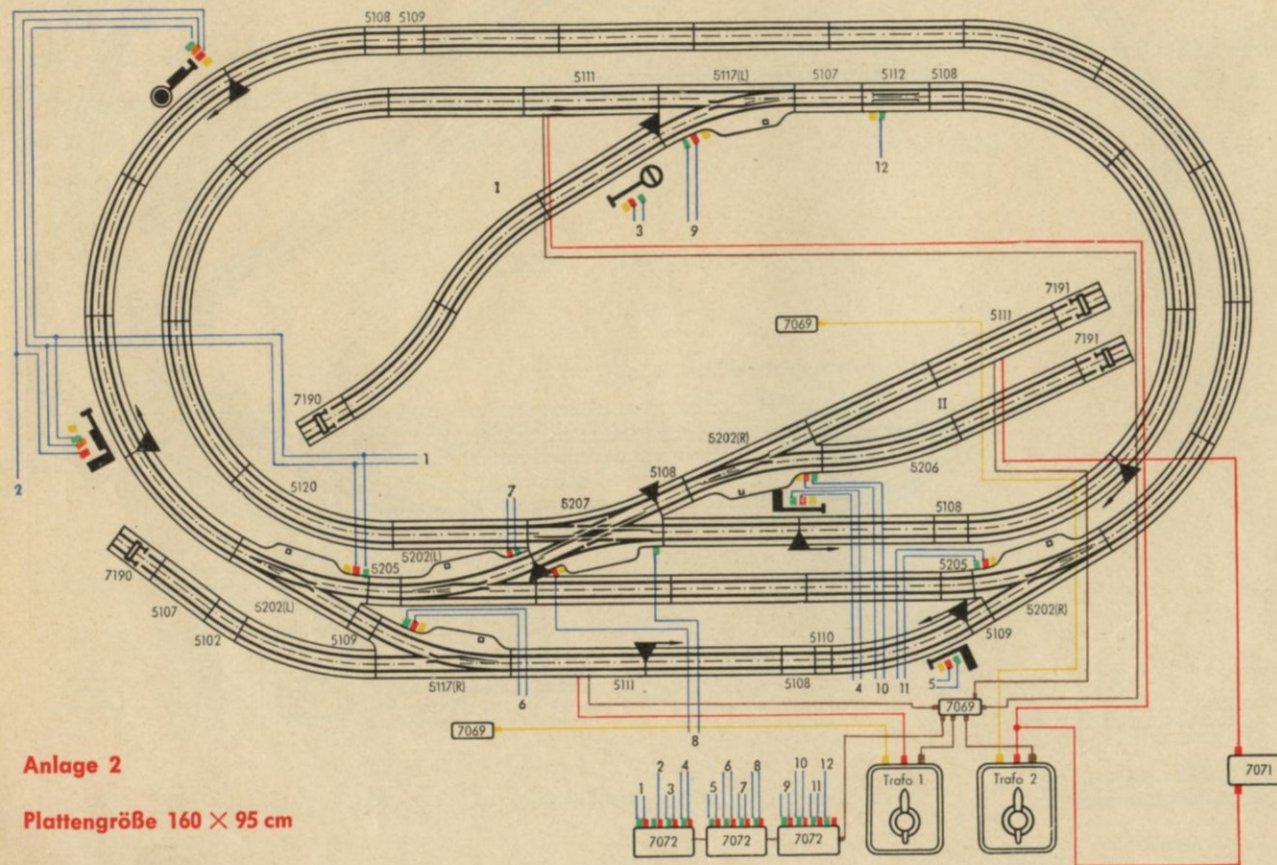 5108 5109
5111 5117(L) 5107 5112 5108
12
I
3 9
7191
7069
5111
7191
7190
II
5202(R)
1
5108
5206
2
5120
7
5207
5108
5202(L)
5205
5205
7190
5202(L)
5202(R)
5107
5109
5109
5102
5110
5117(R)
5111
5108
4 10 11 5
6
7069
7069
8
Anlage 2
Trafo 1
Trafo 2
7071
1 2 3 4 5 6 7 8 9 10 11 12
7072 7072 7072
Plattengröße 160 × 95 cm